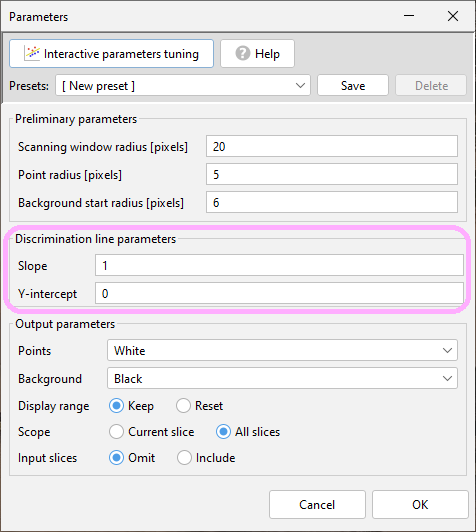 Parameters
Interactive parameters tuning
Help
Presets: [ New preset ] Save Delete
Preliminary parameters
Scanning window radius [pixels] 20
Point radius [pixels] 5
Background start radius [pixels] 6
Discrimination line parameters
Slope 1
Y-intercept 0
Output parameters
Points White
Background Black
Display range Keep Reset
Scope Current slice All slices
Input slices Omit Include
Cancel OK